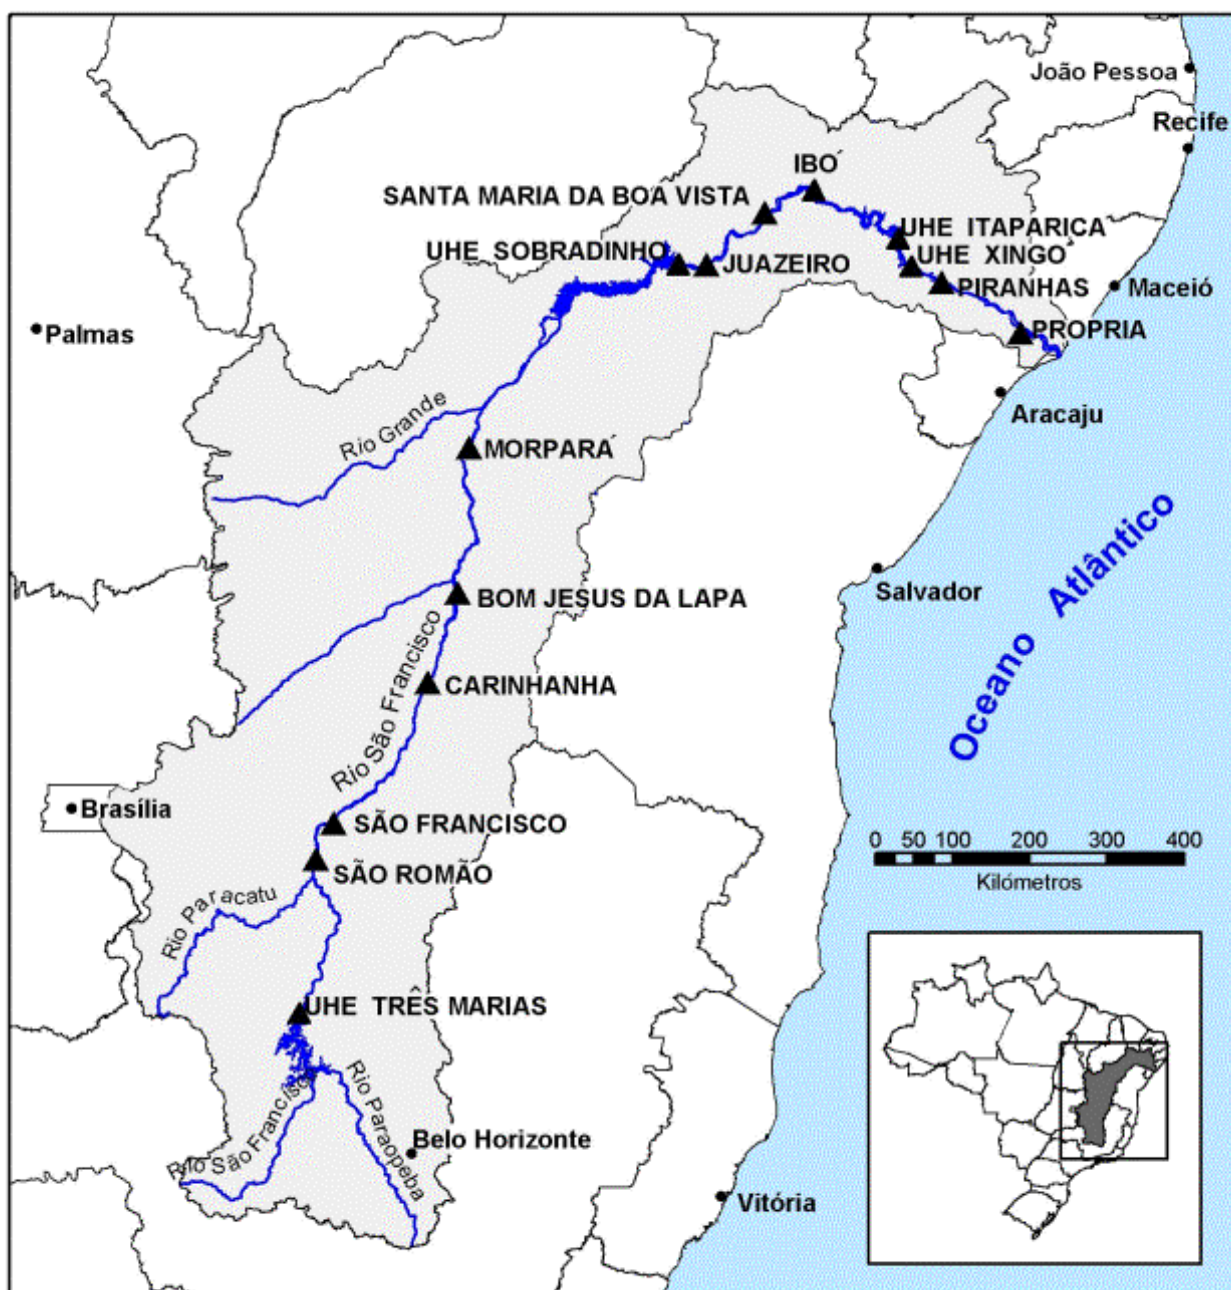 João Pessoa
Recife
IBÓ
SANTA MARIA DA BOA VISTA
UHE ITAPARICA
UHE SOBRADINHO
UHE XINGÓ
JUAZEIRO
PIRANHAS
Maceió
Palmas
PROPRIA
Rio Grande
Aracaju
MORPARÁ
Oceano Atlântico
Salvador
BOM JESUS DA LAPA
Rio São Francisco
CARINHANHA
Brasília
SÃO FRANCISCO
0 50 100 200 300 400
Kilómetros
SÃO ROMÃO
Rio Paracatu
UHE TRÊS MARIAS
Rio São Francisco
Rio Paraopeba
Belo Horizonte
Vitória